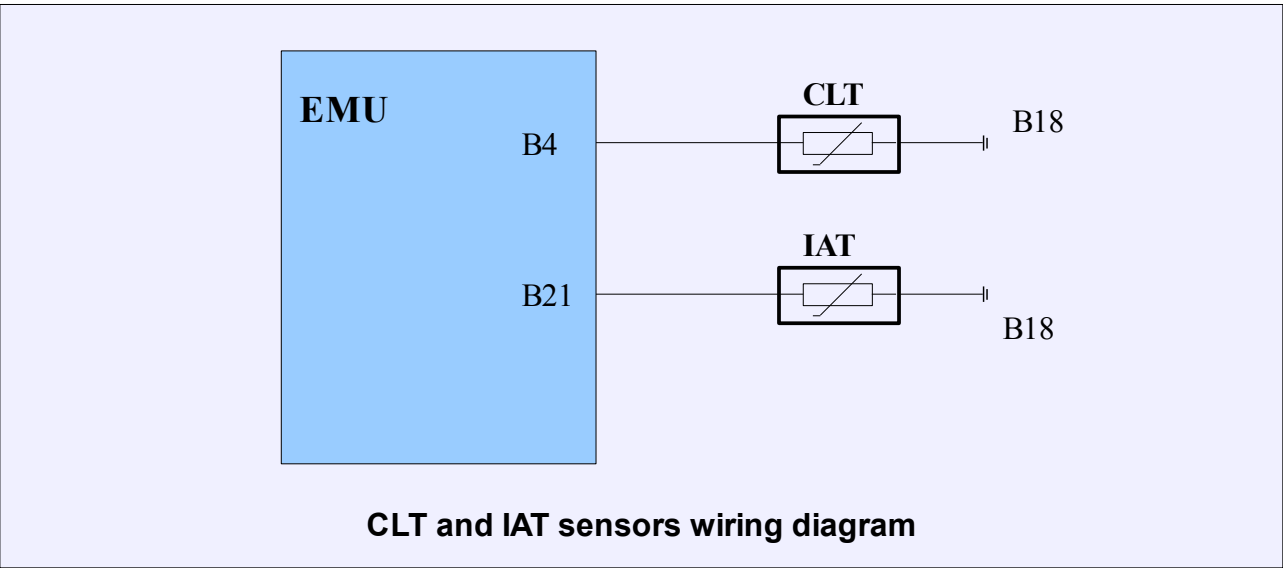 CLT
EMU
B18
B4
IAT
B21
B18
CLT and IAT sensors wiring diagram